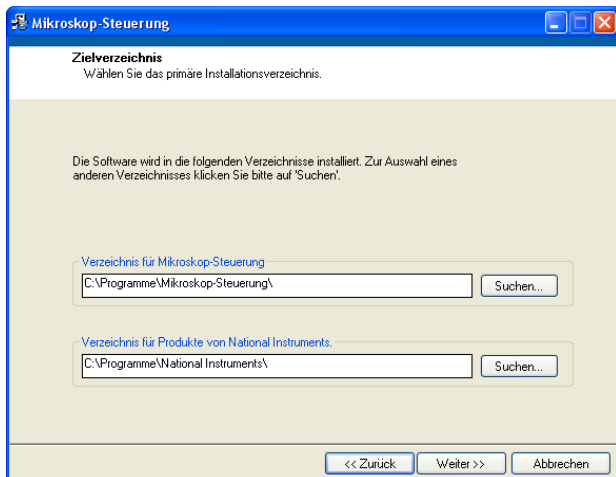 Mikroskop-Steuerung
Zielverzeichnis
Wählen Sie das primäre Installationsverzeichnis.
Die Software wird in die folgenden Verzeichnisse installiert. Zur Auswahl eines
anderen Verzeichnisses klicken Sie bitte auf 'Suchen'.
Verzeichnis für Mikroskop-Steuerung
C:\Programme\Mikroskop-Steuerung\
Suchen...
Verzeichnis für Produkte von National Instruments.
C:\Programme\National Instruments\
Suchen...
<< Zurück
Weiter >>
Abbrechen